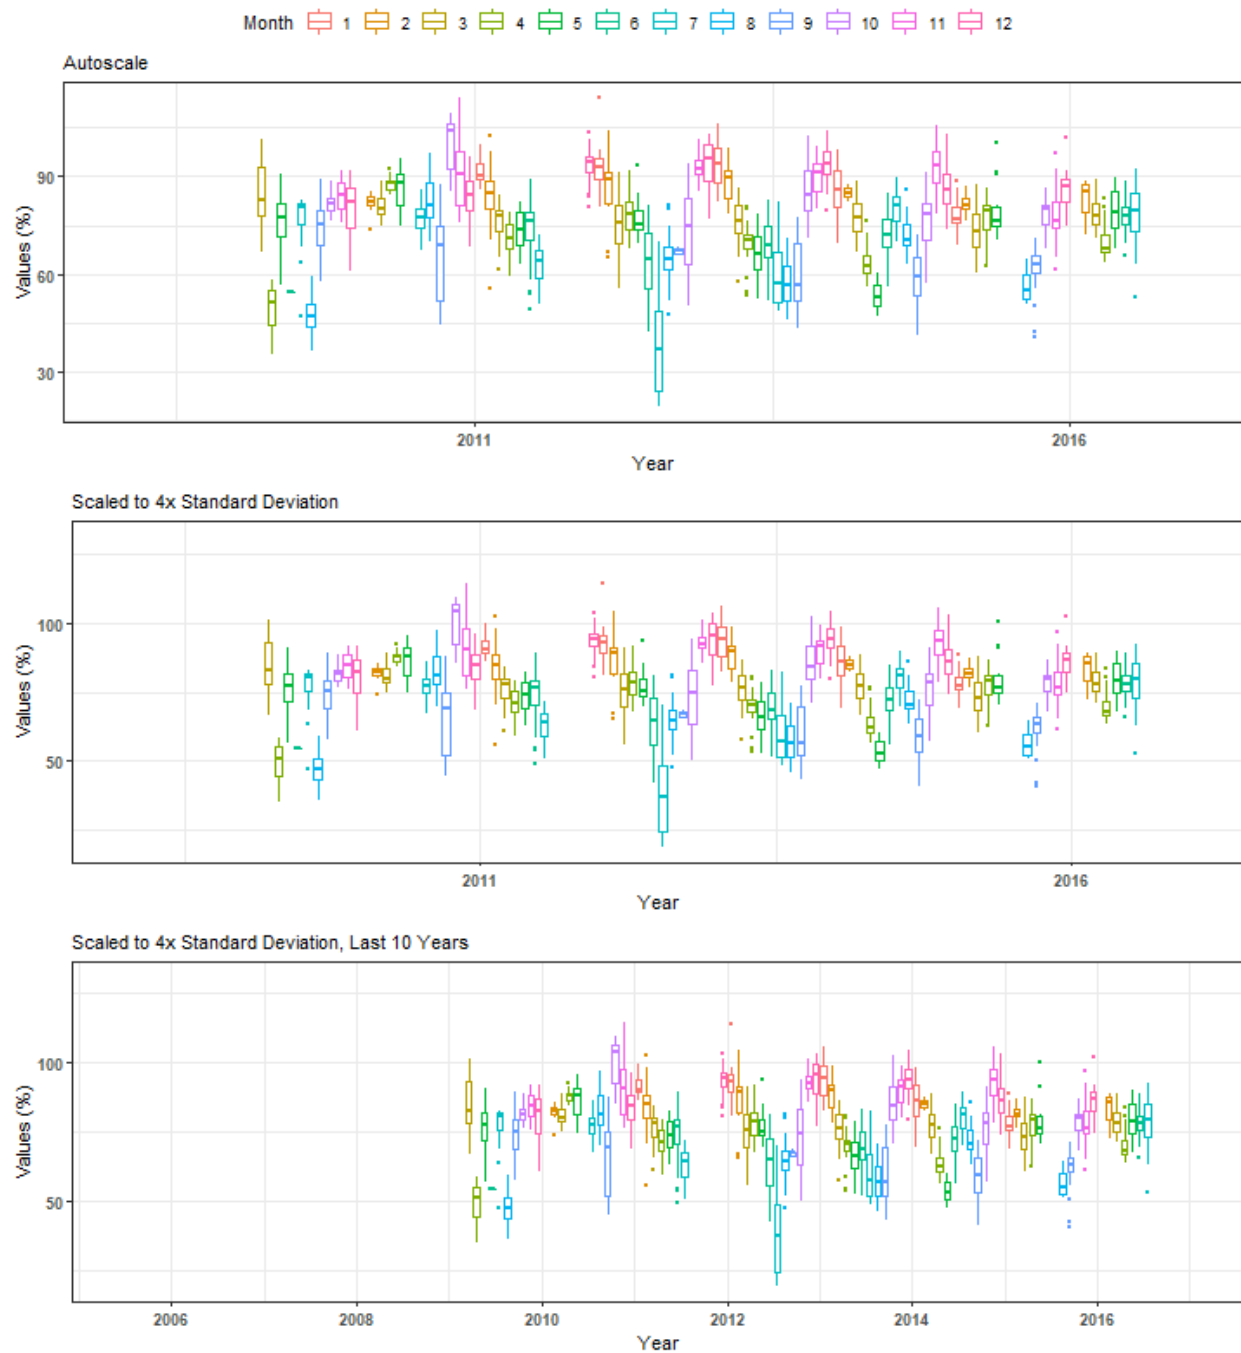 Month 1 2 3 4 5 6 7 8 9 10 11 12
Autoscale
Values (%)
90
60
30
2011 2016
Year
Scaled to 4x Standard Deviation
Values (%)
100
50
2011 2016
Year
Scaled to 4x Standard Deviation, Last 10 Years
Values (%)
100
50
2006 2008 2010 2012 2014 2016
Year